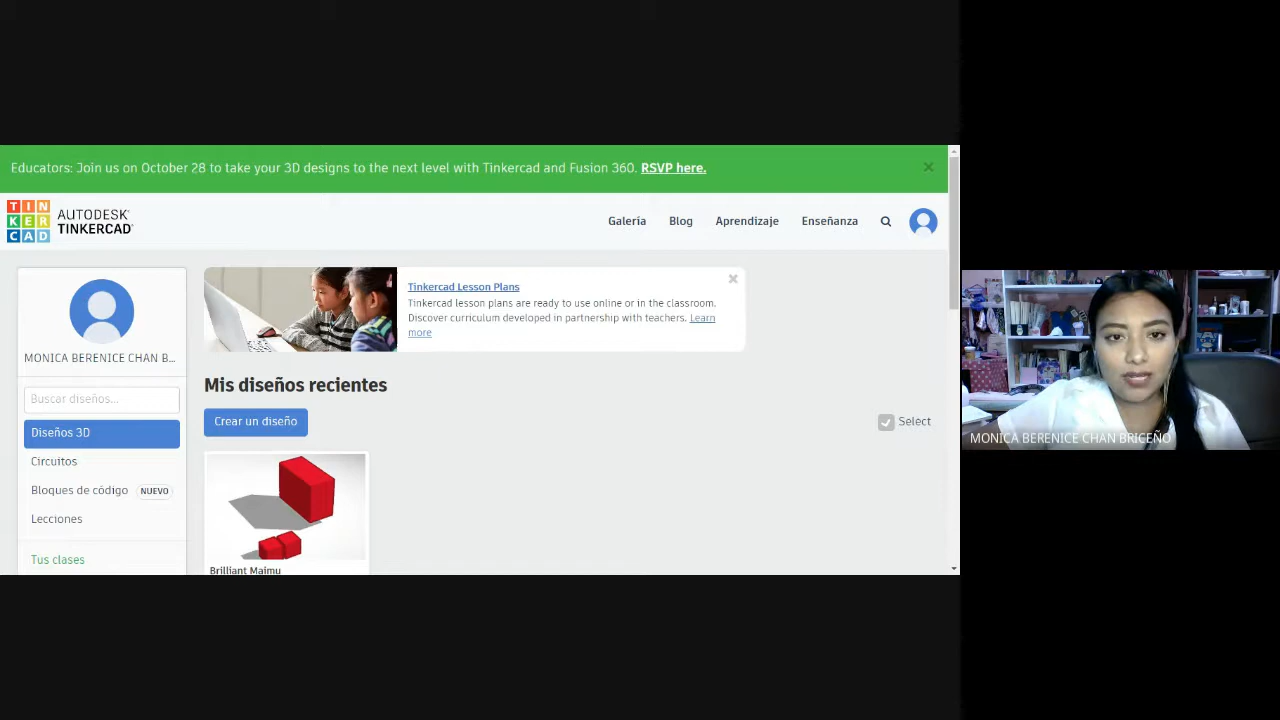 Educators: Join us on October 28 to take your 3D designs to the next level with Tinkercad and Fusion 360. RSVP here.
TIN
KER
CAD
AUTODESK®
TINKERCAD®
Galería
Blog
Aprendizaje
Enseñanza
MONICA BERENICE CHAN B...
Buscar diseños...
Diseños 3D
Circuitos
Bloques de código NUEVO
Lecciones
Tus clases
Tinkercad Lesson Plans
Tinkercad lesson plans are ready to use online or in the classroom.
Discover curriculum developed in partnership with teachers. Learn
more
Mis diseños recientes
Crear un diseño
Select
Brilliant Maimu
MONICA BERENICE CHAN BRICEÑO